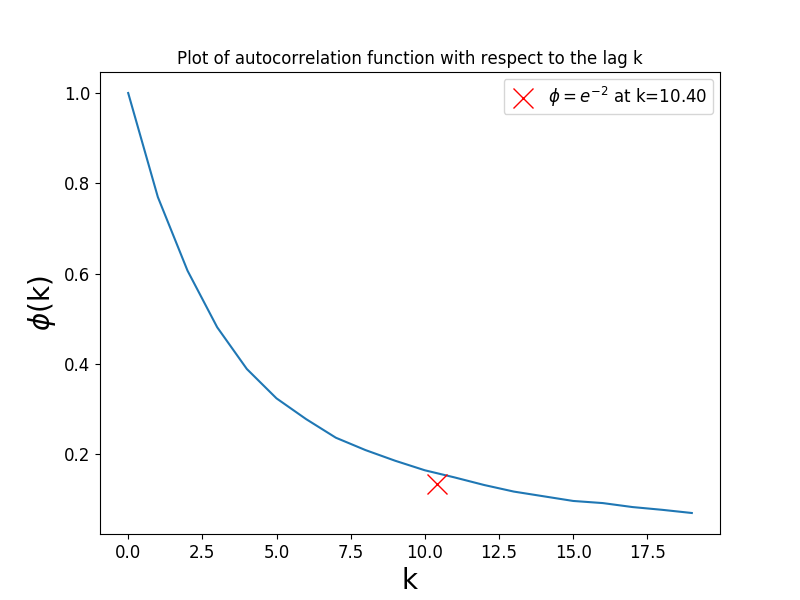 Plot of autocorrelation function with respect to the lag k
ϕ = e⁻² at k=10.40
ϕ(k)
1.0
0.8
0.6
0.4
0.2
0.0 2.5 5.0 7.5 10.0 12.5 15.0 17.5
k